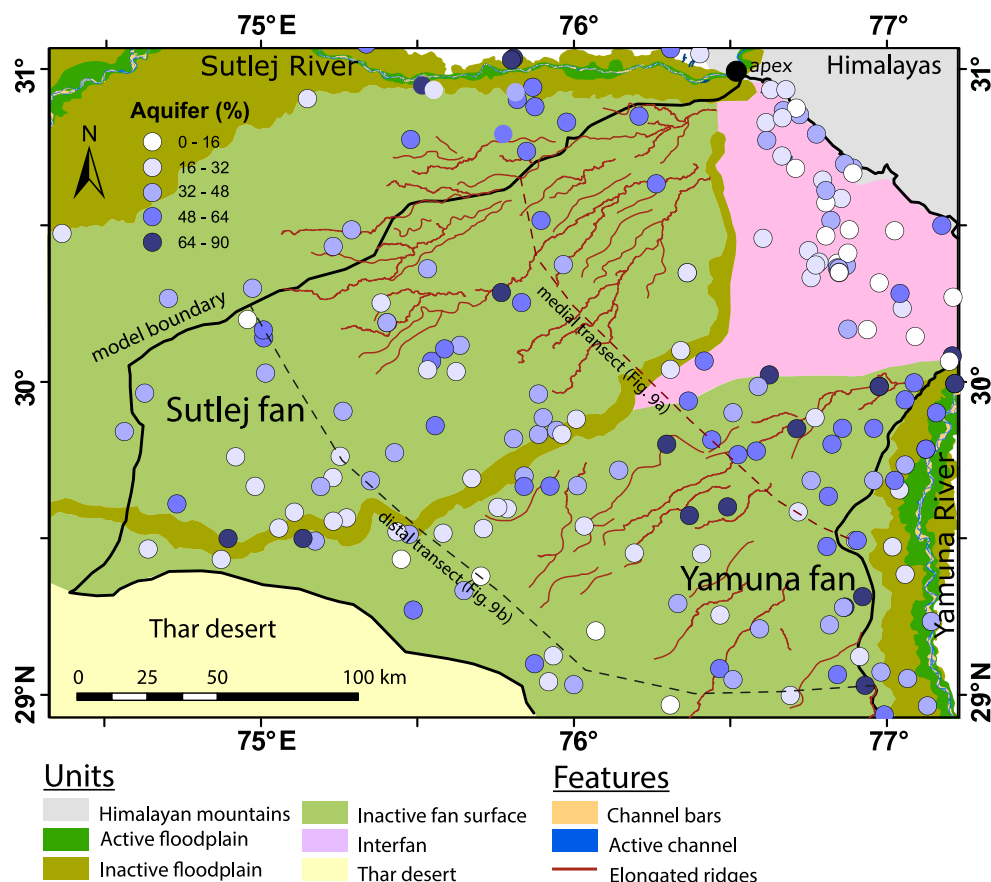 75° E
76°
77°
31°
31°
30°
30°
29°N
29°N
75° E
76°
77°
Sutlej River
apex
Himalayas
Aquifer (%)
0 - 16
16 - 32
32 - 48
48 - 64
64 - 90
N
model boundary
medial transect (Fig. 9a)
Sutlej fan
distal transect (Fig. 9b)
Yamuna fan
Yamuna River
Thar desert
0 25 50 100 km
Units
Himalayan mountains
Active floodplain
Inactive floodplain
Inactive fan surface
Interfan
Thar desert
Features
Channel bars
Active channel
Elongated ridges